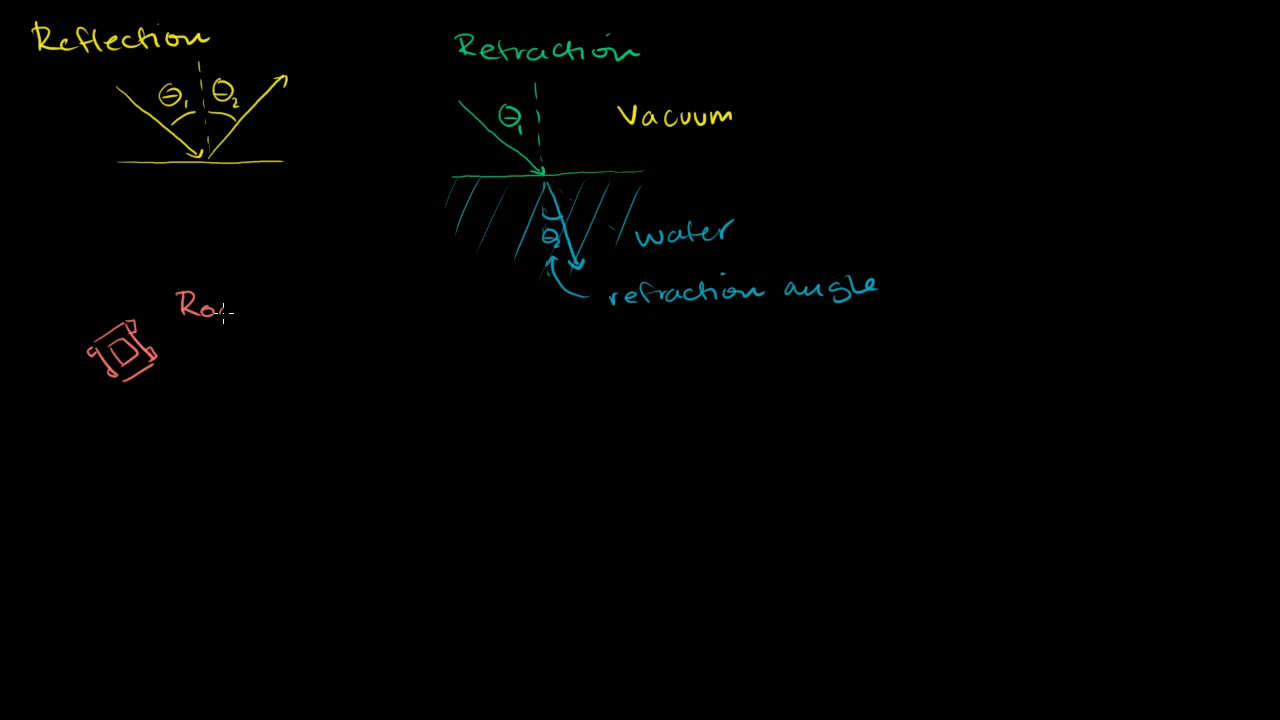 Reflection
θ₁ θ₂
Refraction
θ₁
Vacuum
θ₂
water
refraction angle